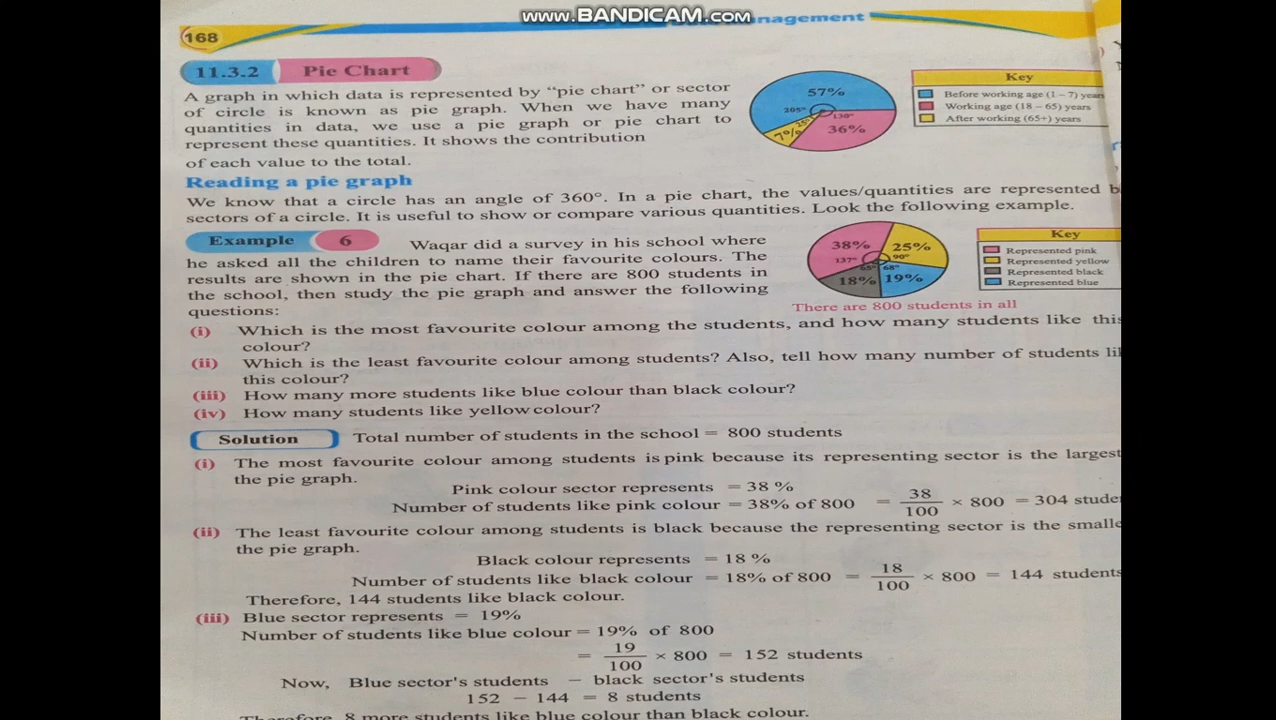 www.BANDICAM.com nagement
168
11.3.2 Pie Chart
A graph in which data is represented by “pie chart” or sector
of circle is known as pie graph. When we have many
quantities in data, we use a pie graph or pie chart to
represent these quantities. It shows the contribution
of each value to the total.
57%
205°
130°
25°
7%
36%
Key
Before working age (1 – 7) years
Working age (18 – 65) years
After working (65+) years
Reading a pie graph
We know that a circle has an angle of 360°. In a pie chart, the values/quantities are represented b
sectors of a circle. It is useful to show or compare various quantities. Look the following example.
Example 6 Waqar did a survey in his school where
he asked all the children to name their favourite colours. The
results are shown in the pie chart. If there are 800 students in
the school, then study the pie graph and answer the following
questions:
38% 25%
137° 90°
65° 68°
18% 19%
Key
Represented pink
Represented yellow
Represented black
Represented blue
There are 800 students in all
(i) Which is the most favourite colour among the students, and how many students like this
colour?
(ii) Which is the least favourite colour among students? Also, tell how many number of students li
this colour?
(iii) How many more students like blue colour than black colour?
(iv) How many students like yellow colour?
Solution Total number of students in the school = 800 students
(i) The most favourite colour among students is pink because its representing sector is the largest
the pie graph.
Pink colour sector represents = 38 %
Number of students like pink colour = 38% of 800 = 38/100 × 800 = 304 stude
(ii) The least favourite colour among students is black because the representing sector is the smalle
the pie graph.
Black colour represents = 18 %
Number of students like black colour = 18% of 800 = 18/100 × 800 = 144 students
Therefore, 144 students like black colour.
(iii) Blue sector represents = 19%
Number of students like blue colour = 19% of 800
= 19/100 × 800 = 152 students
Now, Blue sector's students − black sector's students
152 − 144 = 8 students
Therefore, 8 more students like blue colour than black colour.